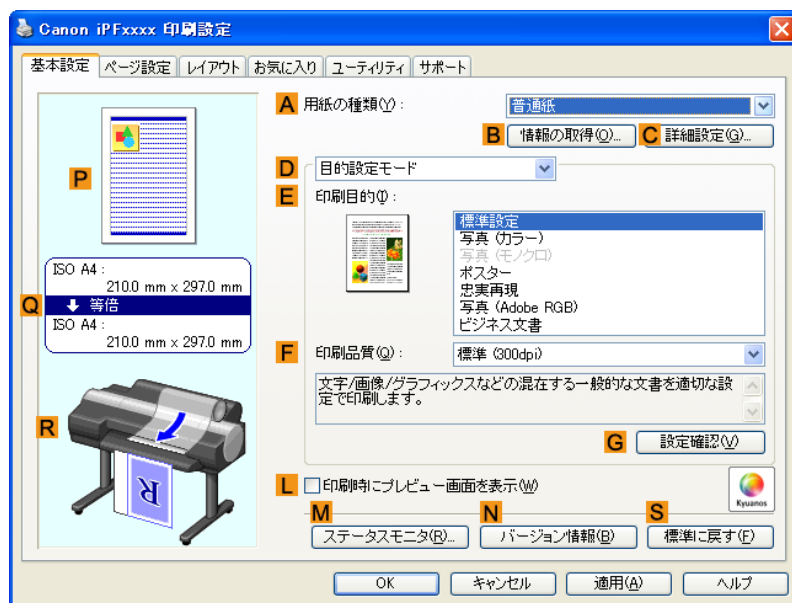 Canon iPFxxxx 印刷設定
基本設定 ページ設定 レイアウト お気に入り ユーティリティ サポート
A 用紙の種類(Y): 普通紙
B 情報の取得(O)... C 詳細設定(G)...
D 目的設定モード
E 印刷目的(I):
標準設定
写真 (カラー)
写真 (モノクロ)
ポスター
忠実再現
写真 (Adobe RGB)
ビジネス文書
F 印刷品質(Q): 標準 (300dpi)
文字/画像/グラフィックスなどの混在する一般的な文書を適切な設
定で印刷します。
G 設定確認(V)
P
ISO A4 :
210.0 mm x 297.0 mm
Q 等倍
ISO A4 :
210.0 mm x 297.0 mm
R
R
L 印刷時にプレビュー画面を表示(W)
Kyuanos
M N S
ステータスモニタ(R)... バージョン情報(B) 標準に戻す(F)
OK キャンセル 適用(A) ヘルプ